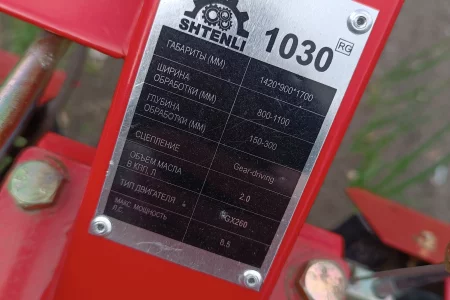 SHTENLI
1030 RG
ГАБАРИТЫ (ММ) 1420*900*1700
ШИРИНА ОБРАБОТКИ (ММ) 800-1100
ГЛУБИНА ОБРАБОТКИ (ММ) 150-300
СЦЕПЛЕНИЕ Gear-driving
ОБЪЕМ МАСЛА В КПП, Л 2.0
ТИП ДВИГАТЕЛЯ GX260
МАКС. МОЩНОСТЬ Л.С. 8.5